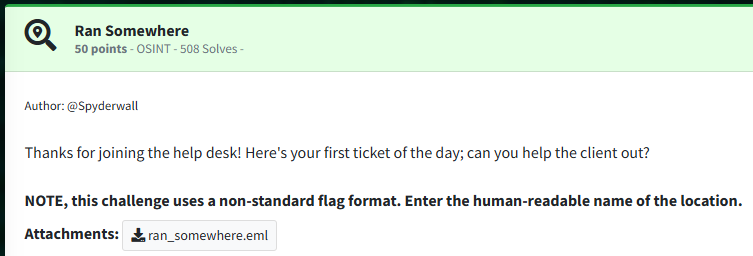 Ran Somewhere
50 points - OSINT - 508 Solves -
Author: @Spyderwall
Thanks for joining the help desk! Here's your first ticket of the day; can you help the client out?
NOTE, this challenge uses a non-standard flag format. Enter the human-readable name of the location.
Attachments: ran_somewhere.eml